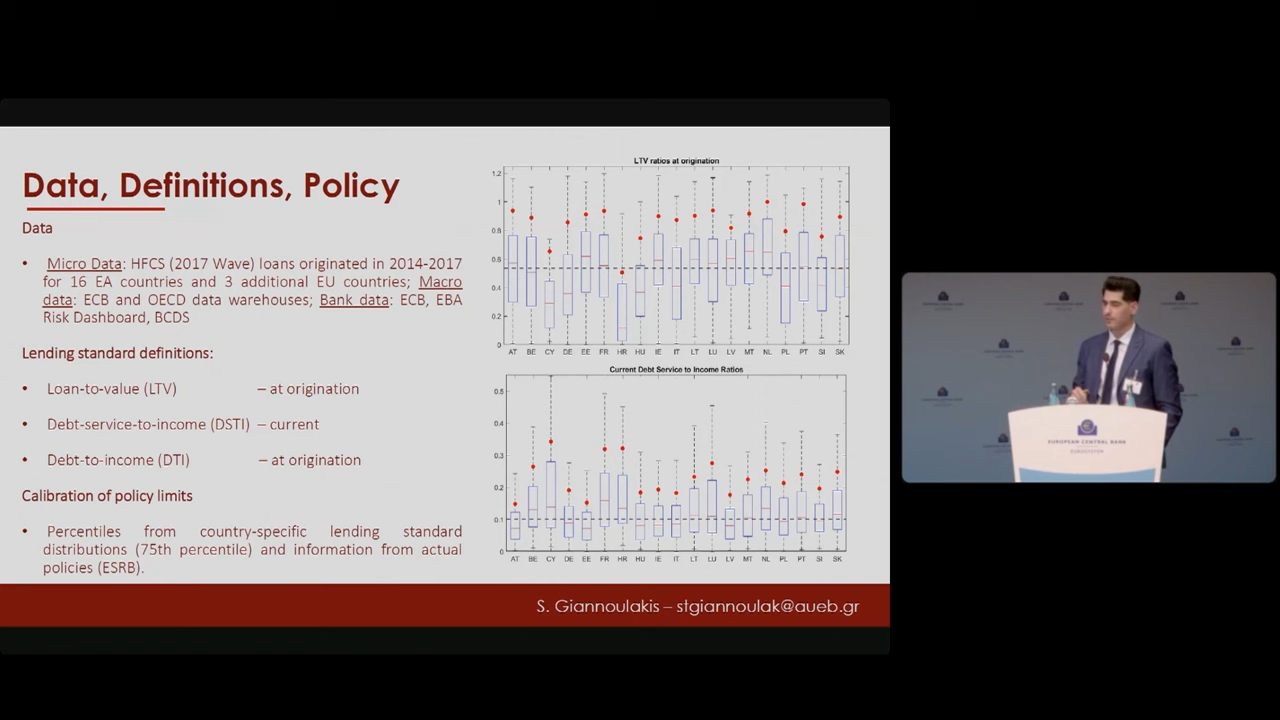 Data, Definitions, Policy
Data
• Micro Data: HFCS (2017 Wave) loans originated in 2014-2017
for 16 EA countries and 3 additional EU countries; Macro
data: ECB and OECD data warehouses; Bank data: ECB, EBA
Risk Dashboard, BCDS
Lending standard definitions:
• Loan-to-value (LTV) – at origination
• Debt-service-to-income (DSTI) – current
• Debt-to-income (DTI) – at origination
Calibration of policy limits
• Percentiles from country-specific lending standard
distributions (75th percentile) and information from actual
policies (ESRB).
LTV ratios at origination
1.2
1
0.8
0.6
0.4
0.2
0
AT BE CY DE EE FR HR HU IE IT LT LU LV MT NL PL PT SI SK
Current Debt Service to Income Ratios
0.5
0.4
0.3
0.2
0.1
0
AT BE CY DE EE FR HR HU IE IT LT LU LV MT NL PL PT SI SK
S. Giannoulakis – stgiannoulak@aueb.gr
EUROPEAN CENTRAL BANK
EUROSYSTEM